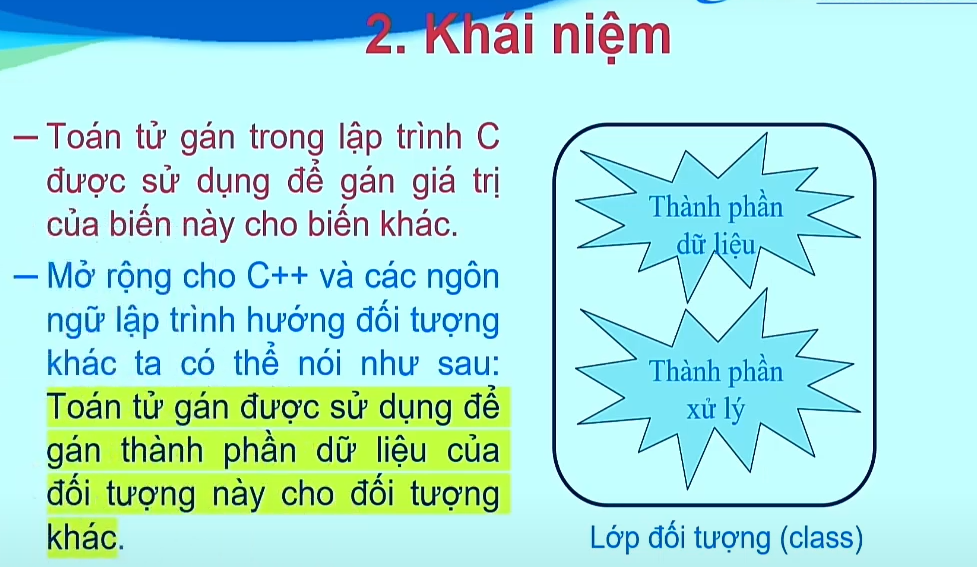 2. Khái niệm
– Toán tử gán trong lập trình C
được sử dụng để gán giá trị
của biến này cho biến khác.
– Mở rộng cho C++ và các ngôn
ngữ lập trình hướng đối tượng
khác ta có thể nói như sau:
Toán tử gán được sử dụng để
gán thành phần dữ liệu của
đối tượng này cho đối tượng
khác.
Thành phần
dữ liệu
Thành phần
xử lý
Lớp đối tượng (class)